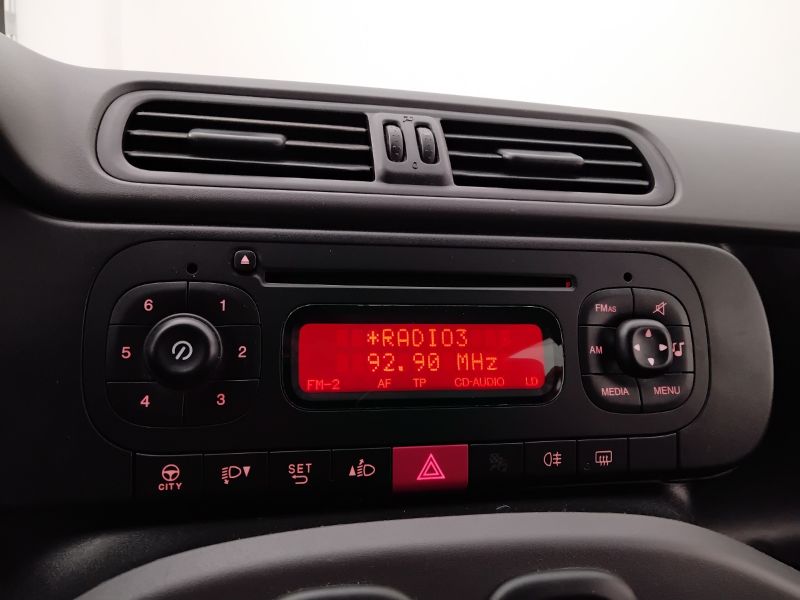 6 1
5 2
4 3
*RADIO3
92.90 MHz
FM-2 AF TP CD-AUDIO LD
FMAS
AM
MEDIA MENU
CITY
SET